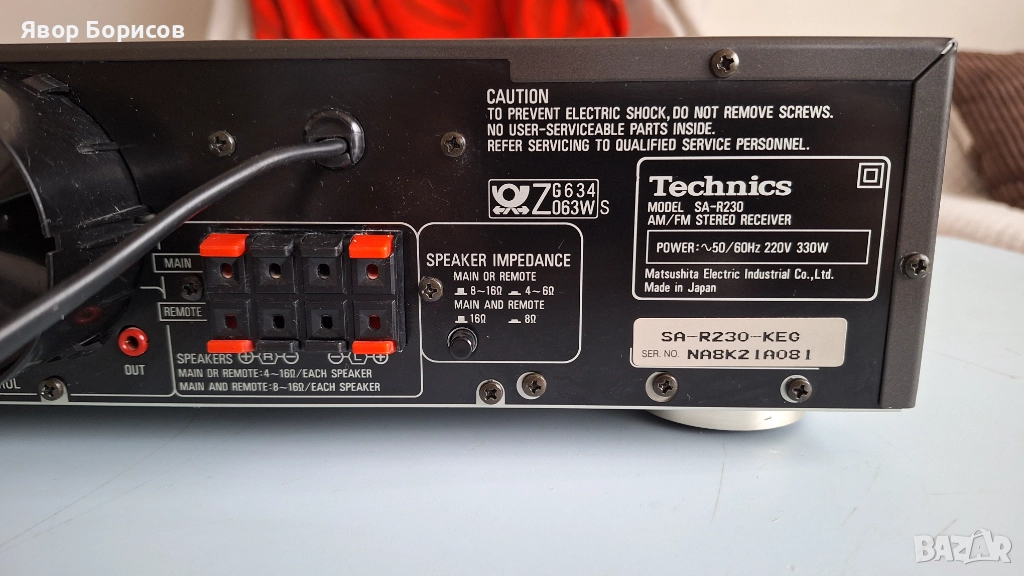 Явор Борисов
CAUTION
TO PREVENT ELECTRIC SHOCK, DO NOT REMOVE SCREWS.
NO USER-SERVICEABLE PARTS INSIDE.
REFER SERVICING TO QUALIFIED SERVICE PERSONNEL.
Z G634
063W S
Technics
MODEL SA-R230
AM/FM STEREO RECEIVER
POWER: ∿50/60Hz 220V 330W
Matsushita Electric Industrial Co., Ltd.
Made in Japan
SA-R230-KEG
SER. NO. NA8K21A081
SPEAKER IMPEDANCE
MAIN OR REMOTE
8~16Ω 4~6Ω
MAIN AND REMOTE
16Ω 8Ω
MAIN
REMOTE
SPEAKERS + R - - L +
MAIN OR REMOTE: 4~16Ω/EACH SPEAKER
MAIN AND REMOTE: 8~16Ω/EACH SPEAKER
OUT
BAZAR